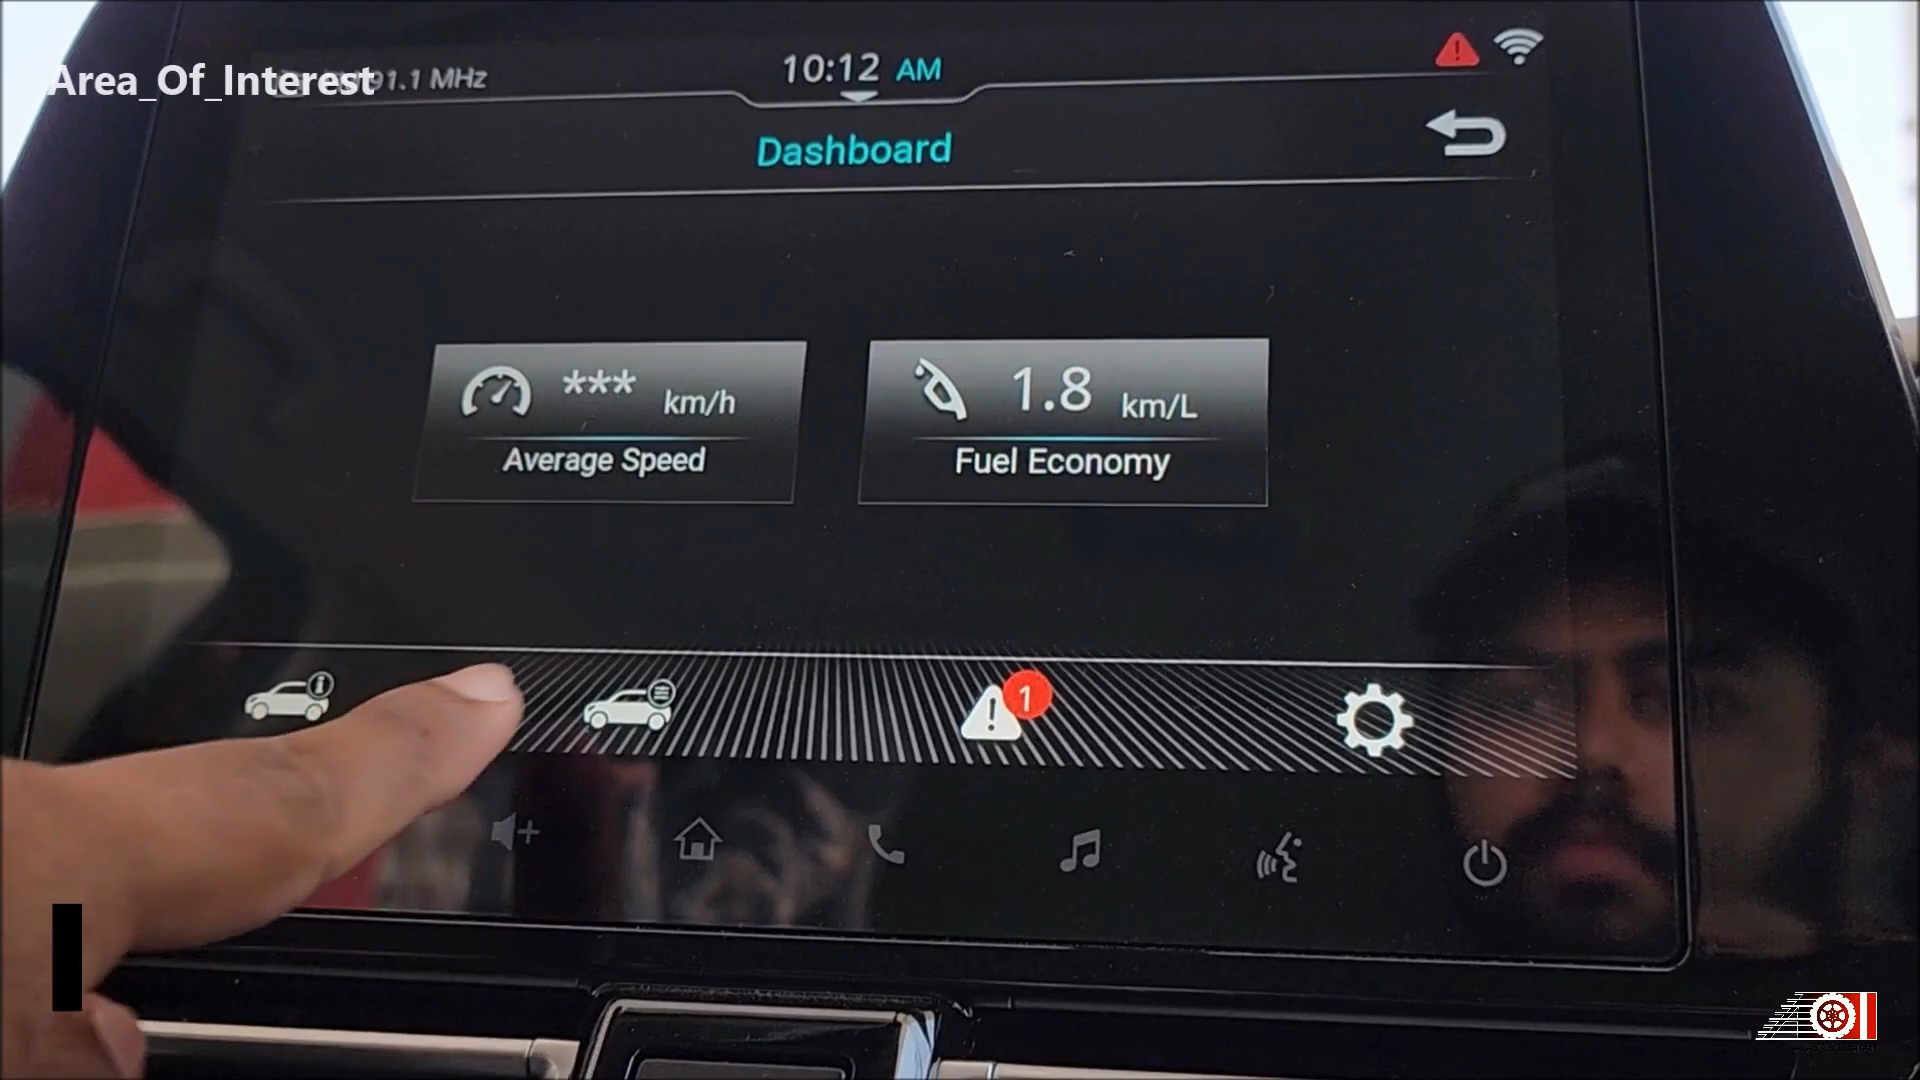 Area_Of_Interest
91.1 MHz
10:12 AM
Dashboard
*** km/h
Average Speed
1.8 km/L
Fuel Economy
1